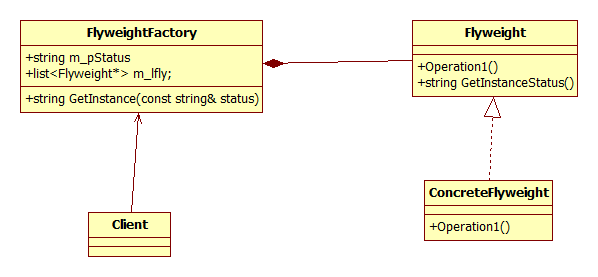 FlyweightFactory
+string m_pStatus
+list<Flyweight*> m_lfly;
+string GetInstance(const string& status)
Flyweight
+Operation1()
+string GetInstanceStatus()
ConcreteFlyweight
+Operation1()
Client